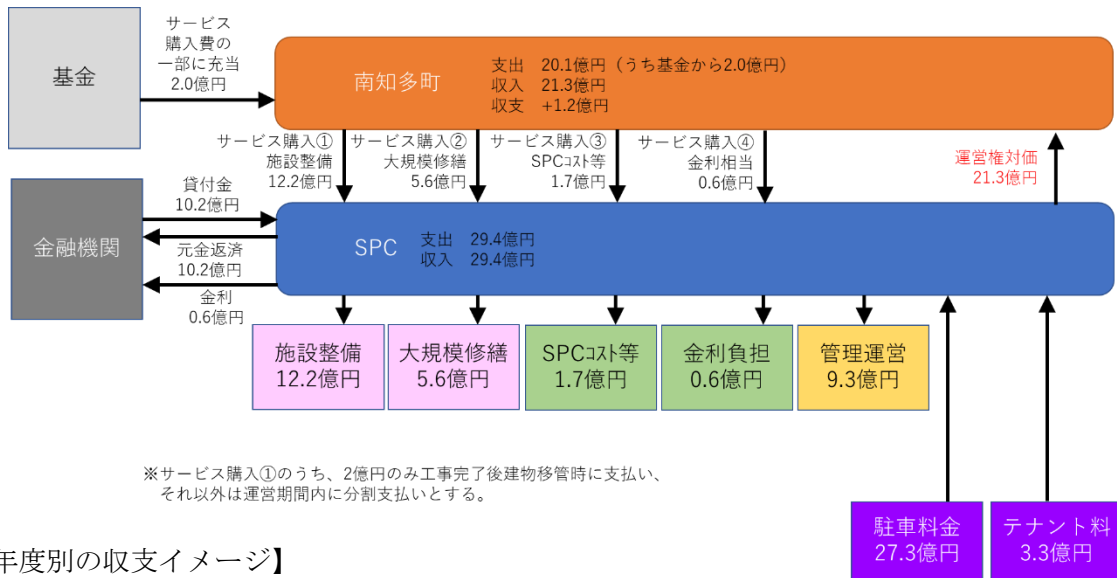 サービス
購入費の
一部に充当
2.0億円
基金
南知多町
支出 20.1億円（うち基金から2.0億円）
収入 21.3億円
収支 +1.2億円
サービス購入①
施設整備
12.2億円
サービス購入②
大規模修繕
5.6億円
サービス購入③
SPCコスト等
1.7億円
サービス購入④
金利相当
0.6億円
運営権対価
21.3億円
貸付金
10.2億円
金融機関
元金返済
10.2億円
金利
0.6億円
SPC
支出 29.4億円
収入 29.4億円
施設整備
12.2億円
大規模修繕
5.6億円
SPCコスト等
1.7億円
金利負担
0.6億円
管理運営
9.3億円
※サービス購入①のうち、2億円のみ工事完了後建物移管時に支払い、
それ以外は運営期間内に分割支払いとする。
駐車料金
27.3億円
テナント料
3.3億円
年度別の収支イメージ】